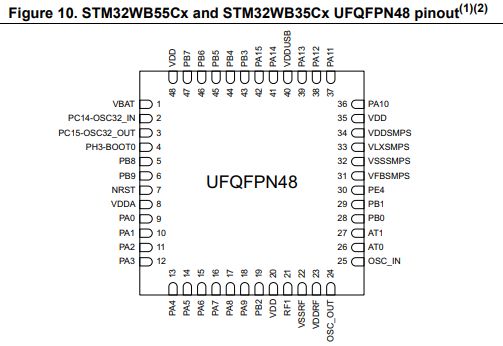 Figure 10. STM32WB55Cx and STM32WB35Cx UFQFPN48 pinout(1)(2)
VDD PB7 PB6 PB5 PB4 PB3 PA15 PA14 VDDUSB PA13 PA12 PA11
48 47 46 45 44 43 42 41 40 39 38 37
VBAT 1 36 PA10
PC14-OSC32_IN 2 35 VDD
PC15-OSC32_OUT 3 34 VDDSMPS
PH3-BOOT0 4 33 VLXSMPS
PB8 5 32 VSSSMPS
PB9 6 31 VFBSMPS
UFQFPN48
NRST 7 30 PE4
VDDA 8 29 PB1
PA0 9 28 PB0
PA1 10 27 AT1
PA2 11 26 AT0
PA3 12 25 OSC_IN
13 14 15 16 17 18 19 20 21 22 23 24
PA4 PA5 PA6 PA7 PA8 PA9 PB2 VDD RF1 VSSRF VDDRF OSC_OUT